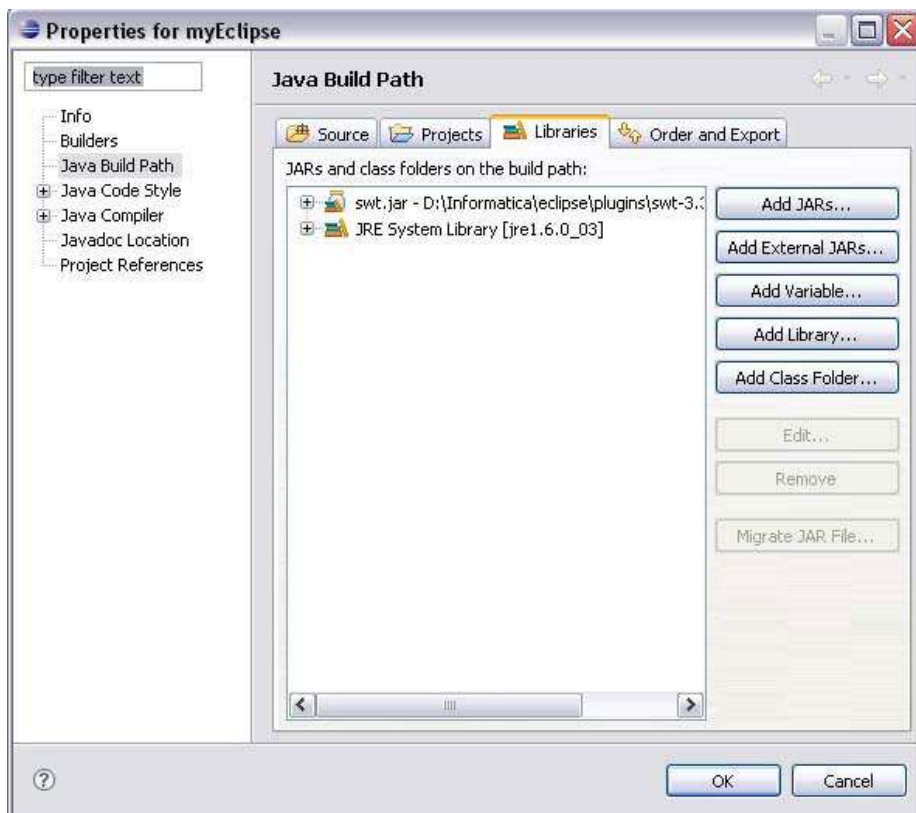 Properties for myEclipse
type filter text
Info
Builders
Java Build Path
Java Code Style
Java Compiler
Javadoc Location
Project References
Java Build Path
Source Projects Libraries Order and Export
JARs and class folders on the build path:
swt.jar - D:\Informatica\eclipse\plugins\swt-3.
JRE System Library [jre1.6.0_03]
Add JARs...
Add External JARs...
Add Variable...
Add Library...
Add Class Folder...
Edit...
Remove
Migrate JAR File...
OK Cancel